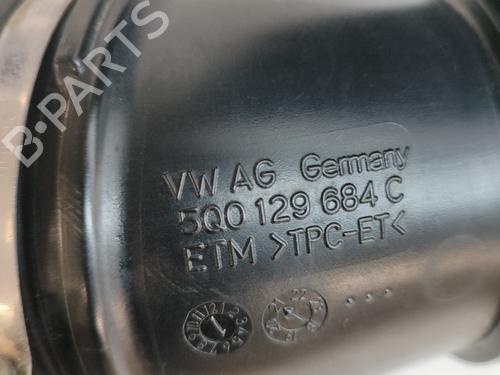 B-PARTS
VW AG Germany
5Q0 129 684 C
ETM >TPC-ET<